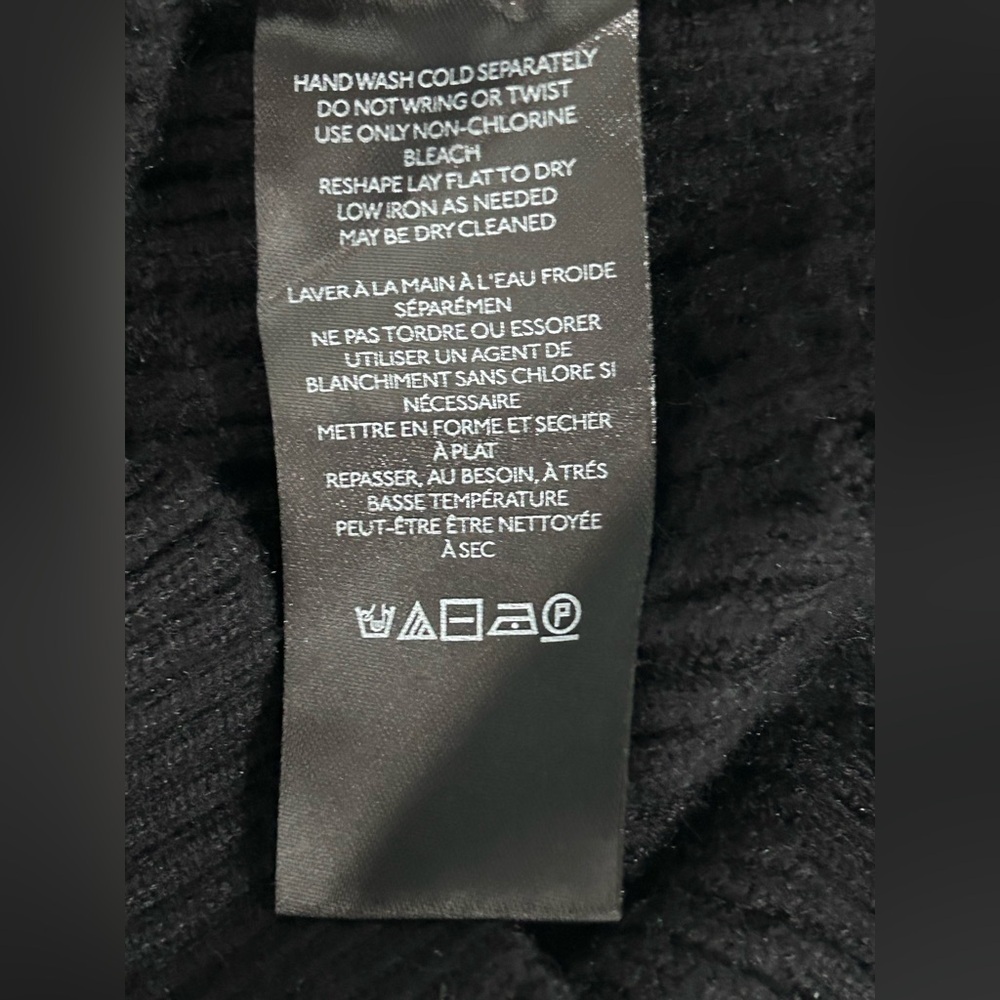 HAND WASH COLD SEPARATELY
DO NOT WRING OR TWIST
USE ONLY NON-CHLORINE
BLEACH
RESHAPE LAY FLAT TO DRY
LOW IRON AS NEEDED
MAY BE DRY CLEANED
LAVER À LA MAIN À L'EAU FROIDE
SÉPARÉMEN
NE PAS TORDRE OU ESSORER
UTILISER UN AGENT DE
BLANCHIMENT SANS CHLORE SI
NÉCESSAIRE
METTRE EN FORME ET SECHÈR
À PLAT
REPASSER, AU BESOIN, À TRÉS
BASSE TEMPÉRATURE
PEUT-ÊTRE ÊTRE NETTOYÉE
À SEC
P